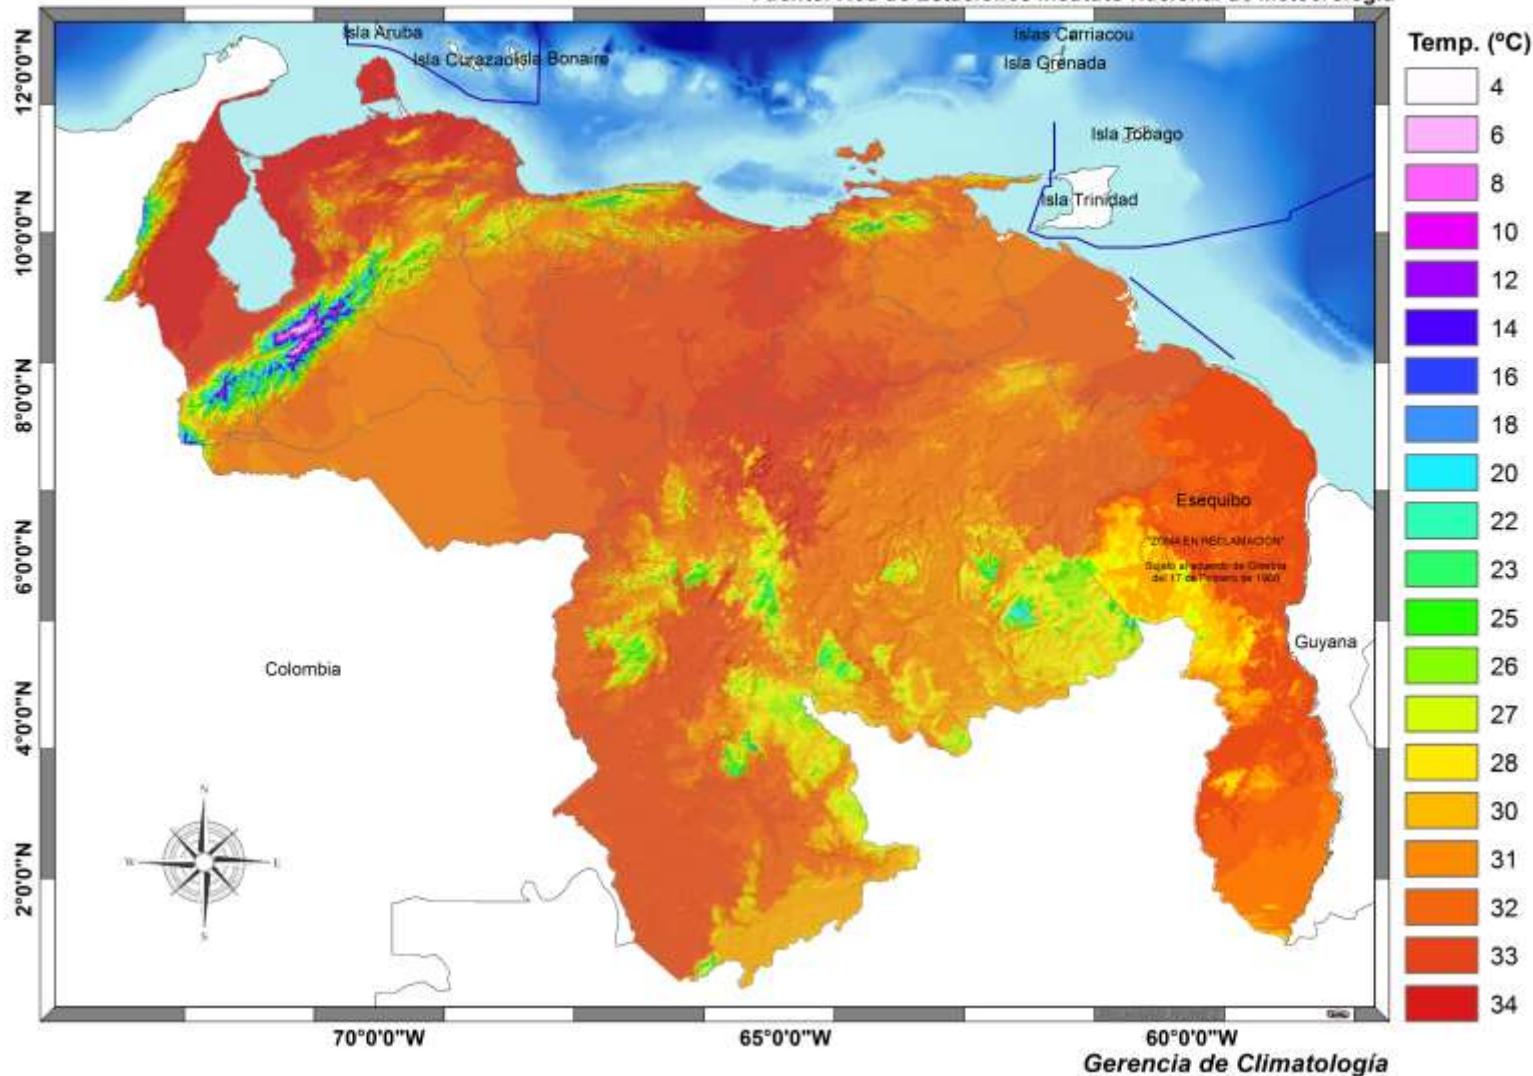 Isla Aruba
Isla Curazao
Isla Bonaire
Islas Carriacou
Isla Grenada
Isla Tobago
Isla Trinidad
Esequibo
"ZONA EN RECLAMACION"
Guyana
Colombia
N
W
E
S
12°0'0"N
10°0'0"N
8°0'0"N
6°0'0"N
4°0'0"N
2°0'0"N
70°0'0"W
65°0'0"W
60°0'0"W
Temp. (°C)
4
6
8
10
12
14
16
18
20
22
23
25
26
27
28
30
31
32
33
34
Gerencia de Climatología